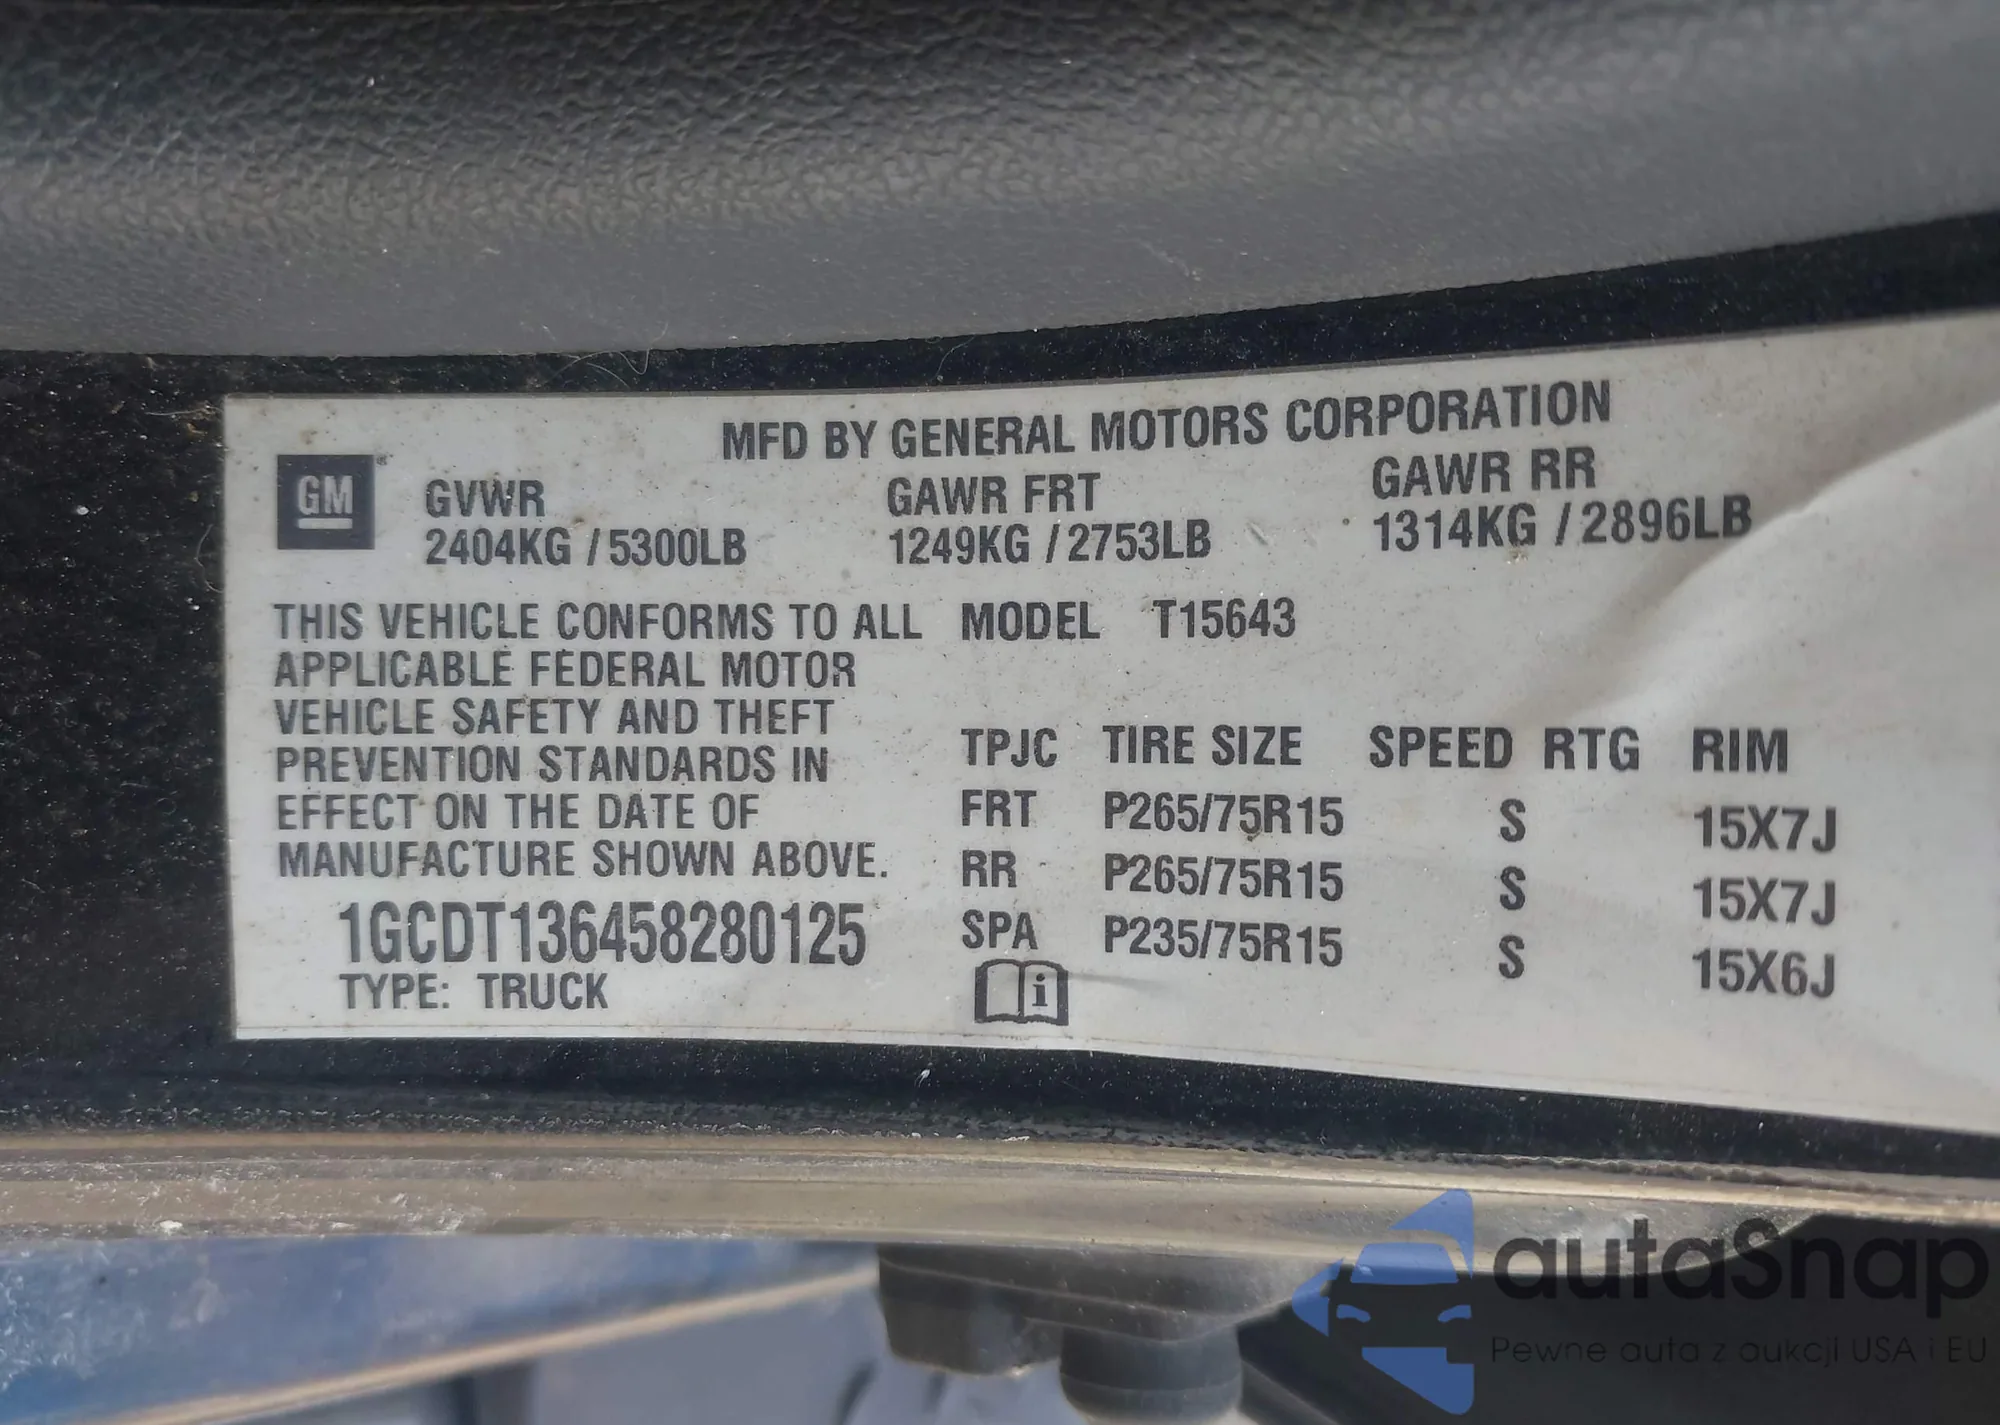 MFD BY GENERAL MOTORS CORPORATION
GM
GVWR GAWR FRT GAWR RR
2404KG / 5300LB 1249KG / 2753LB 1314KG / 2896LB
THIS VEHICLE CONFORMS TO ALL
APPLICABLE FEDERAL MOTOR
VEHICLE SAFETY AND THEFT
PREVENTION STANDARDS IN
EFFECT ON THE DATE OF
MANUFACTURE SHOWN ABOVE.
1GCDT136458280125
TYPE: TRUCK
MODEL T15643
TPJC TIRE SIZE SPEED RTG RIM
FRT P265/75R15 S 15X7J
RR P265/75R15 S 15X7J
SPA P235/75R15 S 15X6J
i
autaSnap
Pewne auta z aukcji USA i EU